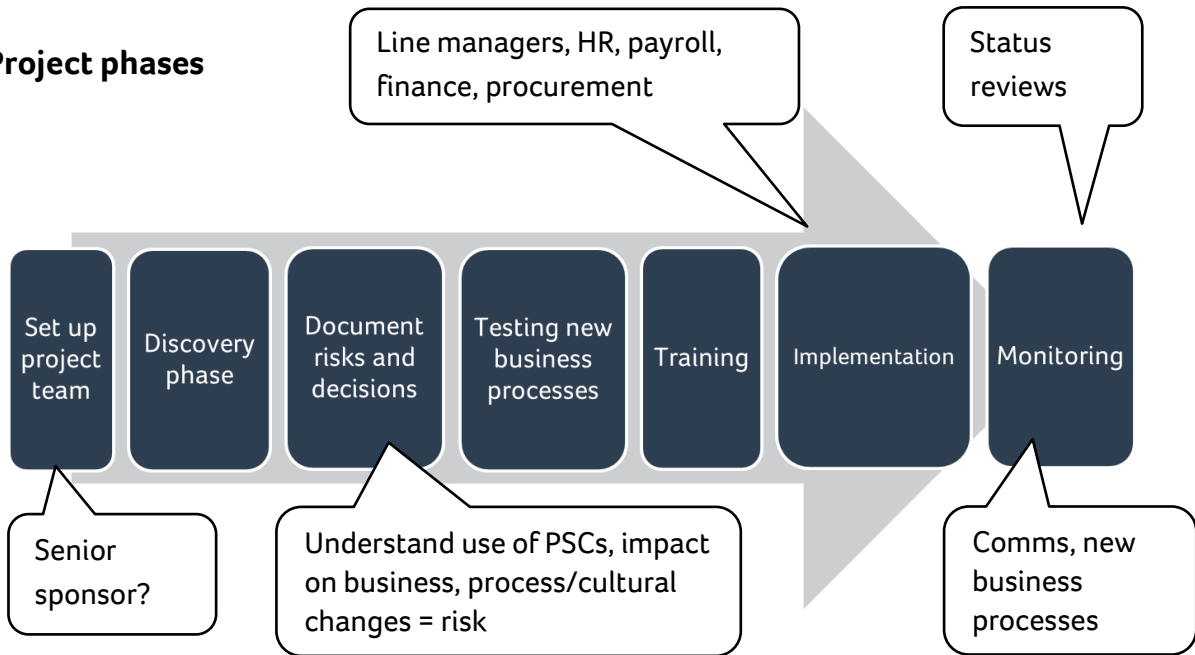 Project phases
Line managers, HR, payroll,
finance, procurement
Status
reviews
Set up
project
team
Discovery
phase
Document
risks and
decisions
Testing new
business
processes
Training
Implementation
Monitoring
Senior
sponsor?
Understand use of PSCs, impact
on business, process/cultural
changes = risk
Comms, new
business
processes